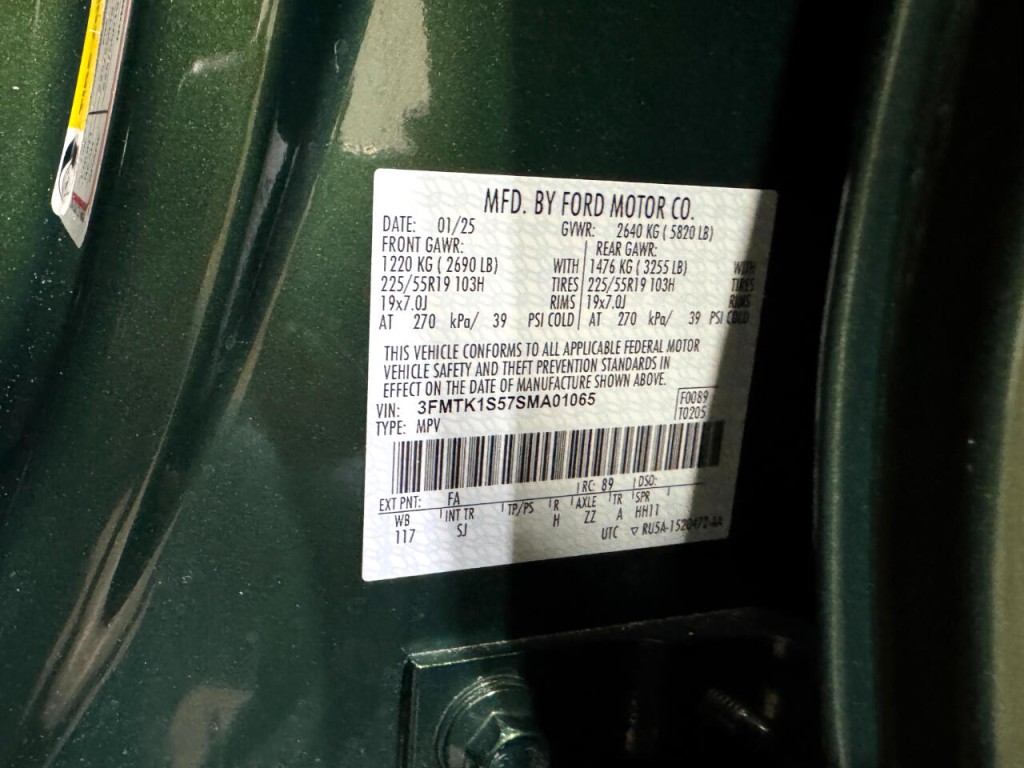 MFD. BY FORD MOTOR CO.
DATE: 01/25 GVWR: 2640 KG ( 5820 LB)
FRONT GAWR: REAR GAWR:
1220 KG ( 2690 LB) WITH 1476 KG ( 3255 LB) WITH
225/55R19 103H TIRES 225/55R19 103H TIRES
19x7.0J RIMS 19x7.0J RIMS
AT 270 kPa/ 39 PSI COLD AT 270 kPa/ 39 PSI COLD
THIS VEHICLE CONFORMS TO ALL APPLICABLE FEDERAL MOTOR
VEHICLE SAFETY AND THEFT PREVENTION STANDARDS IN
EFFECT ON THE DATE OF MANUFACTURE SHOWN ABOVE.
VIN: 3FMTK1S57SMA01065 F0089
TYPE: MPV T0205
EXT PNT: FA RC: 89 DSO:
WB INT TR TP/PS R AXLE TR SPR
117 SJ H ZZ A HH11
UTC ▽ RU5A-1520472-AA